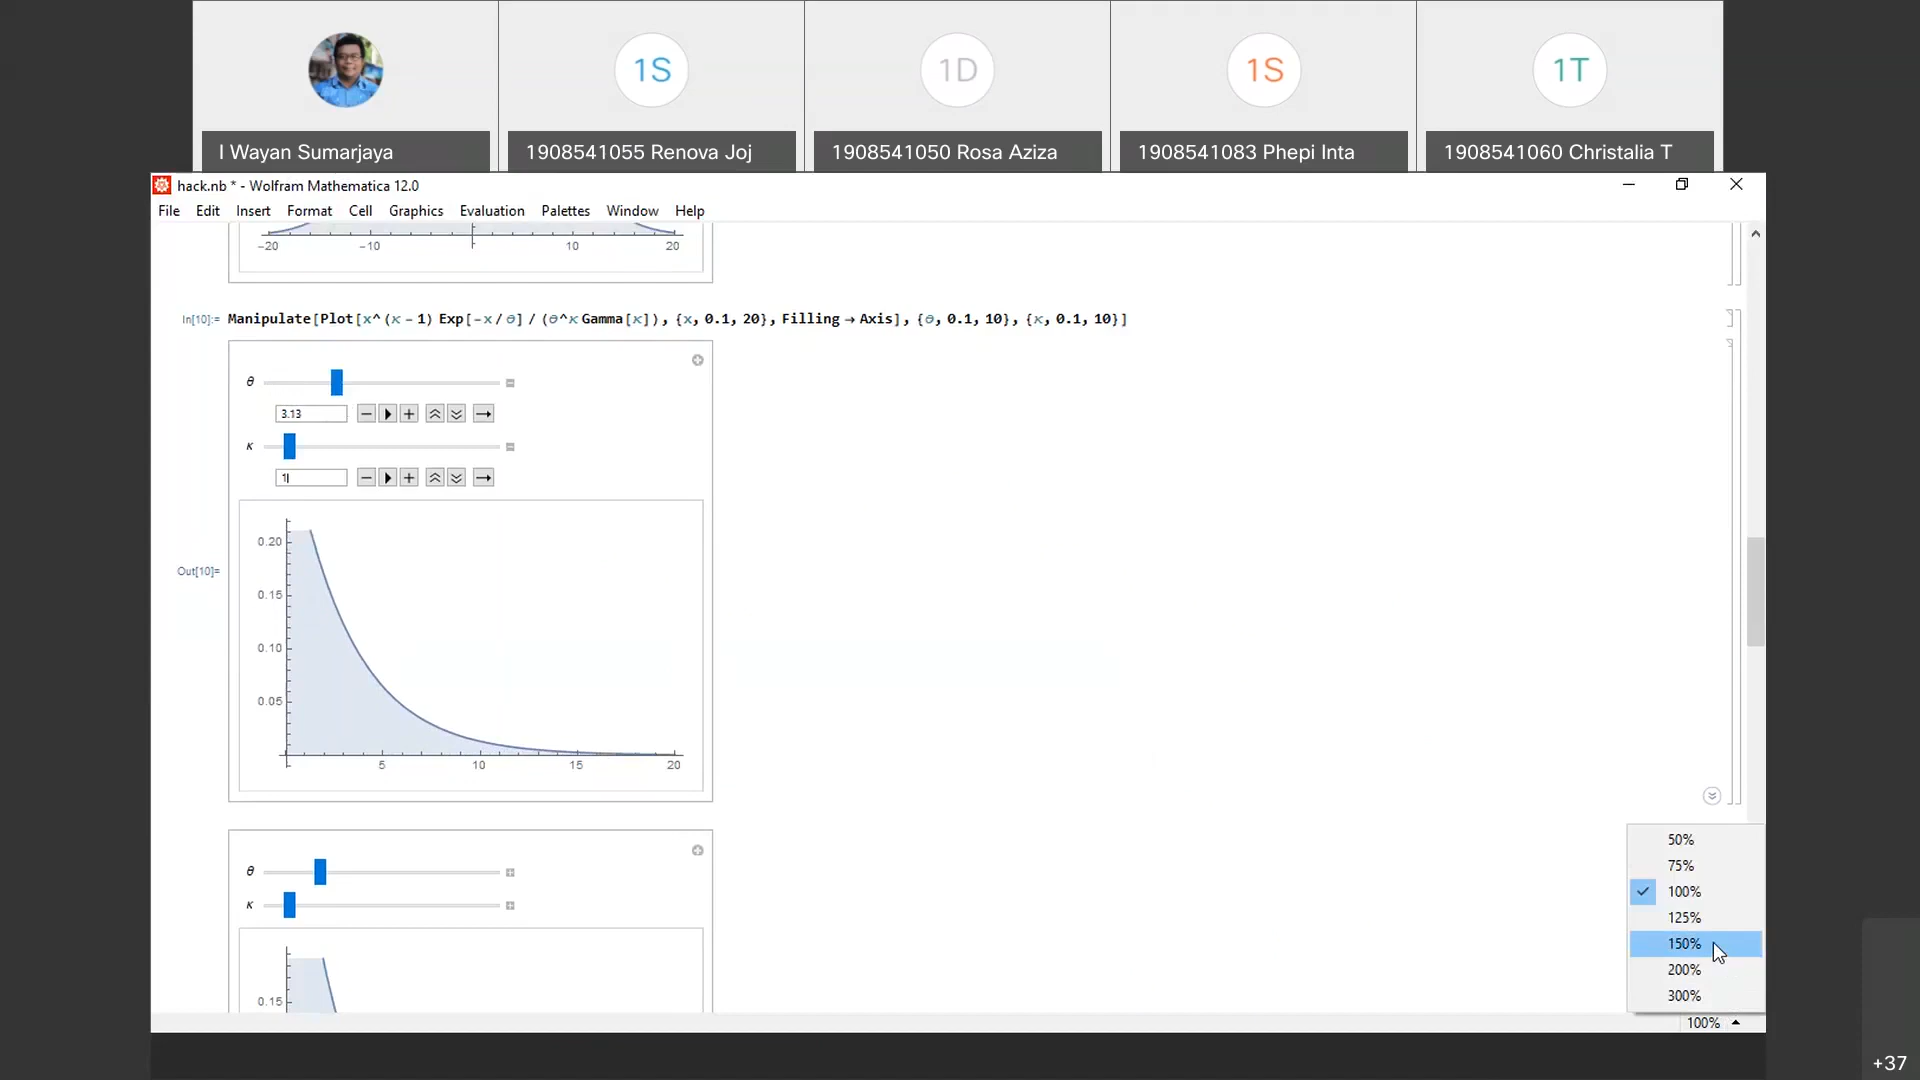 1S
1D
1S
1T
I Wayan Sumarjaya
1908541055 Renova Joj
1908541050 Rosa Aziza
1908541083 Phepi Inta
1908541060 Christalia T
hack.nb * - Wolfram Mathematica 12.0
File Edit Insert Format Cell Graphics Evaluation Palettes Window Help
-20 -10 10 20
In[10]:= Manipulate[Plot[x^(κ - 1) Exp[-x / θ] / (θ^κ Gamma[κ]), {x, 0.1, 20}, Filling → Axis], {θ, 0.1, 10}, {κ, 0.1, 10}]
θ
3.13
κ
1
0.20
0.15
0.10
0.05
5 10 15 20
Out[10]=
θ
κ
0.15
50%
75%
100%
125%
150%
200%
300%
100%
+37